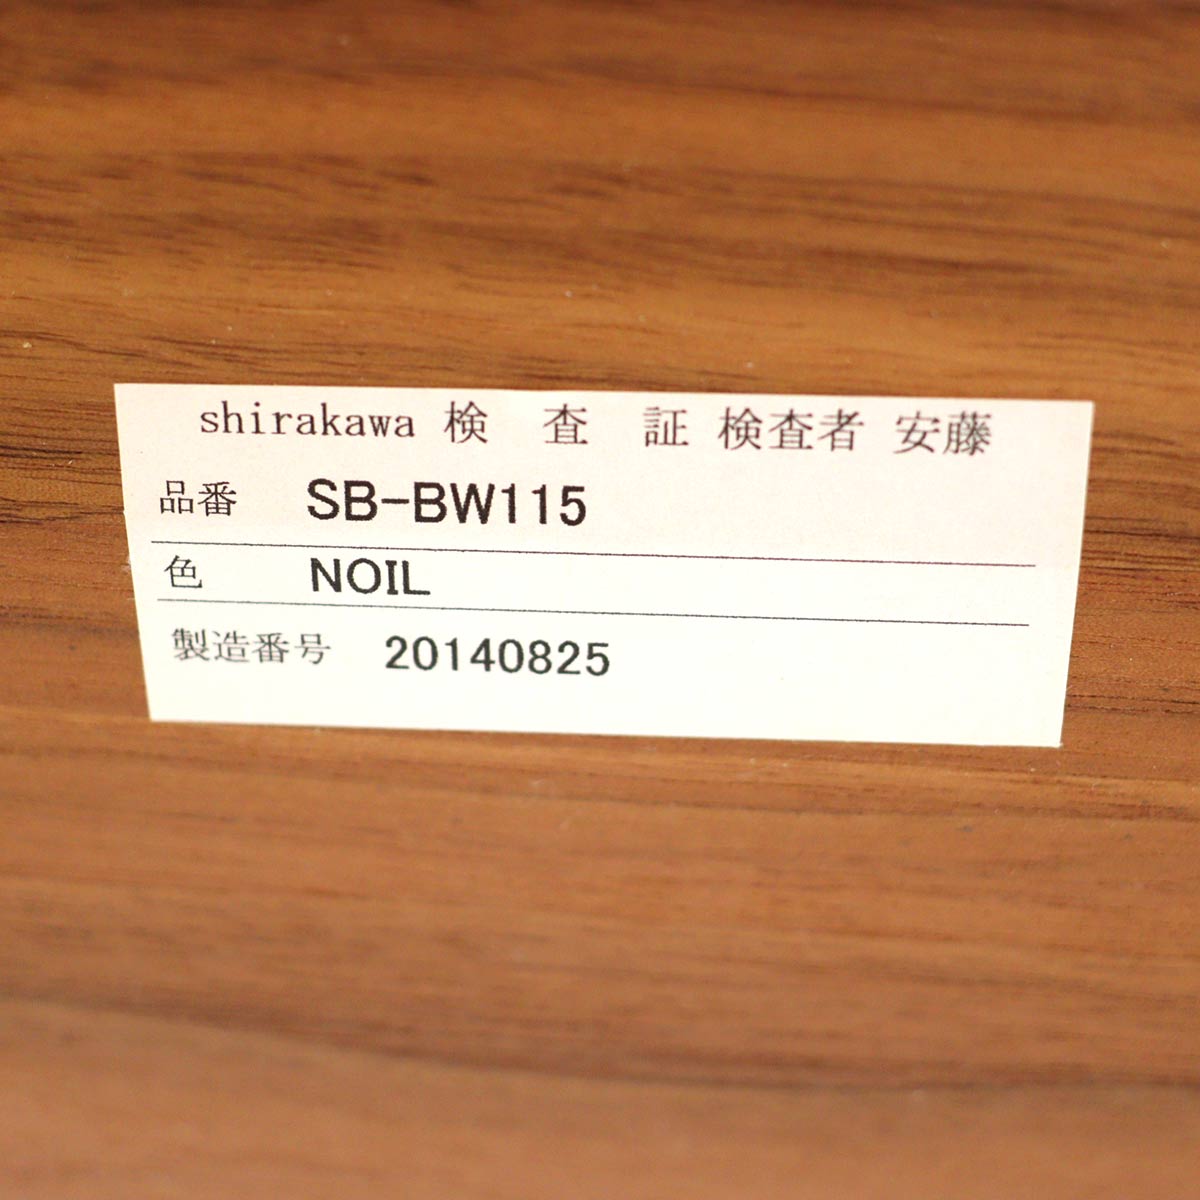 shirakawa 検 査 証 検査者 安藤
品番 SB-BW115
色 NOIL
製造番号 20140825